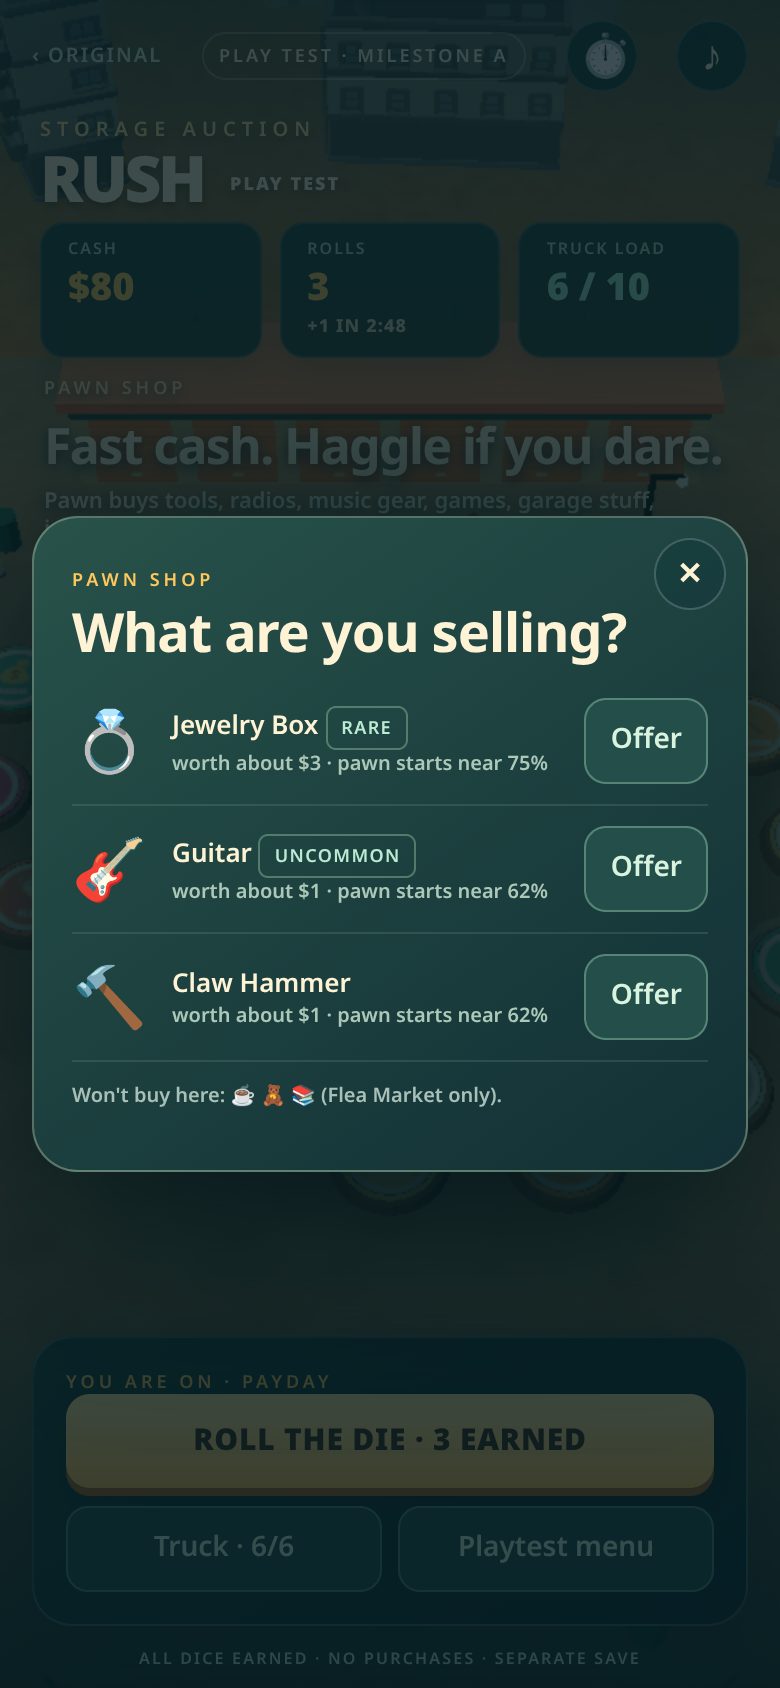 ‹ ORIGINAL
PLAY TEST · MILESTONE A
STORAGE AUCTION
RUSH PLAY TEST
CASH
$80
ROLLS
3
+1 IN 2:48
TRUCK LOAD
6 / 10
PAWN SHOP
Fast cash. Haggle if you dare.
Pawn buys tools, radios, music gear, games, garage stuff,
PAWN SHOP
What are you selling?
Jewelry Box RARE
worth about $3 · pawn starts near 75%
Offer
Guitar UNCOMMON
worth about $1 · pawn starts near 62%
Offer
Claw Hammer
worth about $1 · pawn starts near 62%
Offer
Won't buy here: ☕ 🧸 📚 (Flea Market only).
YOU ARE ON · PAYDAY
ROLL THE DIE · 3 EARNED
Truck · 6/6
Playtest menu
ALL DICE EARNED · NO PURCHASES · SEPARATE SAVE